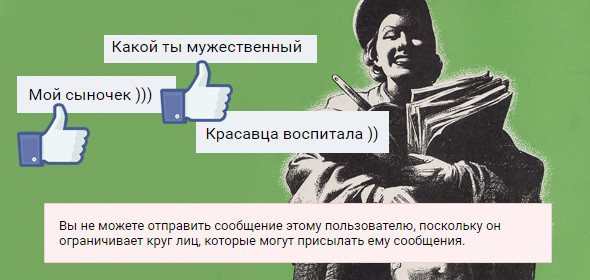 Какой ты мужественный
Мой сыночек )))
Красавца воспитала ))
Вы не можете отправить сообщение этому пользователю, поскольку он
ограничивает круг лиц, которые могут присылать ему сообщения.